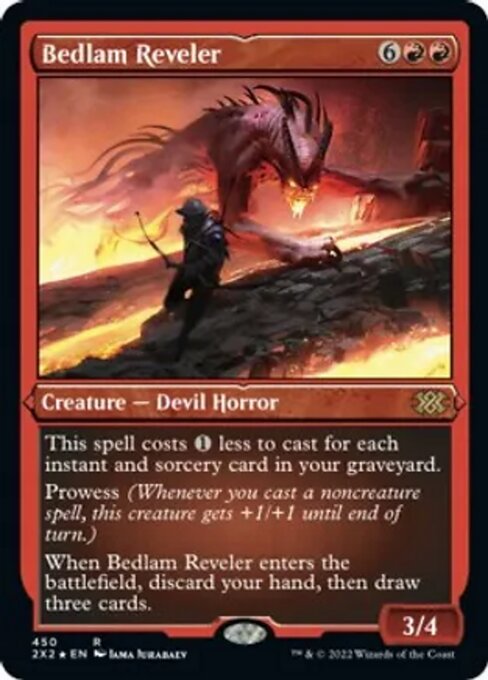 Bedlam Reveler 6
Creature — Devil Horror
This spell costs 1 less to cast for each
instant and sorcery card in your graveyard.
Prowess (Whenever you cast a noncreature
spell, this creature gets +1/+1 until end of
turn.)
When Bedlam Reveler enters the
battlefield, discard your hand, then draw
three cards.
3/4
450 R
2X2 ★ EN Iama Jurabaev
™ & © 2022 Wizards of the Coast